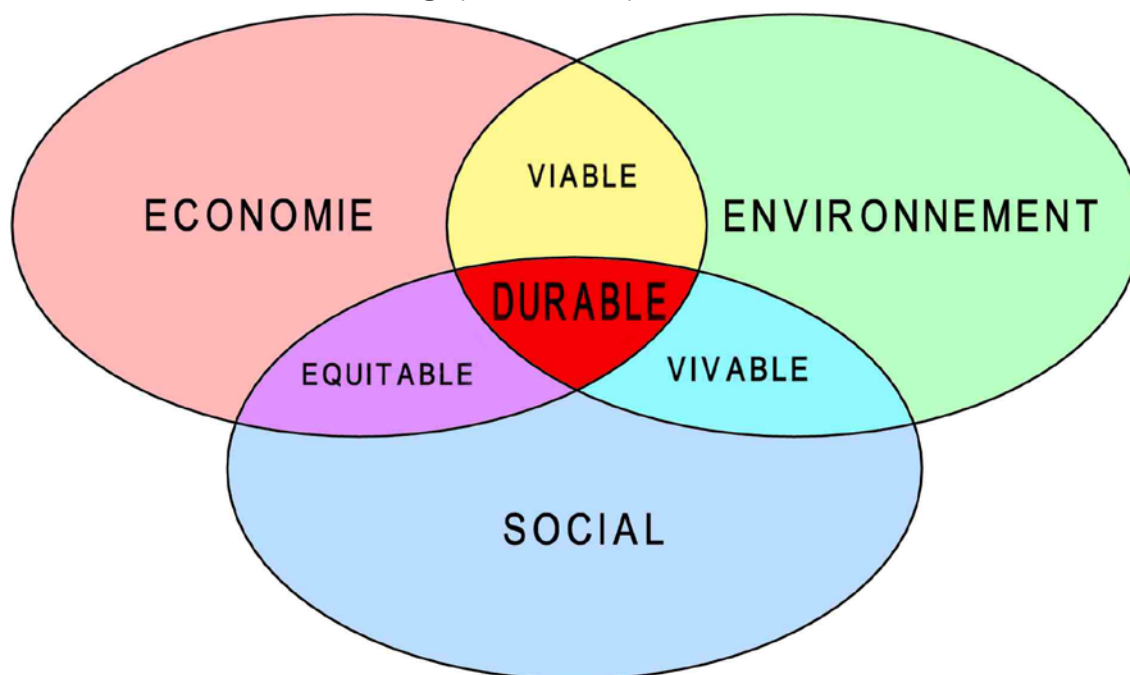 VIABLE
ECONOMIE
ENVIRONNEMENT
DURABLE
EQUITABLE
VIVABLE
SOCIAL